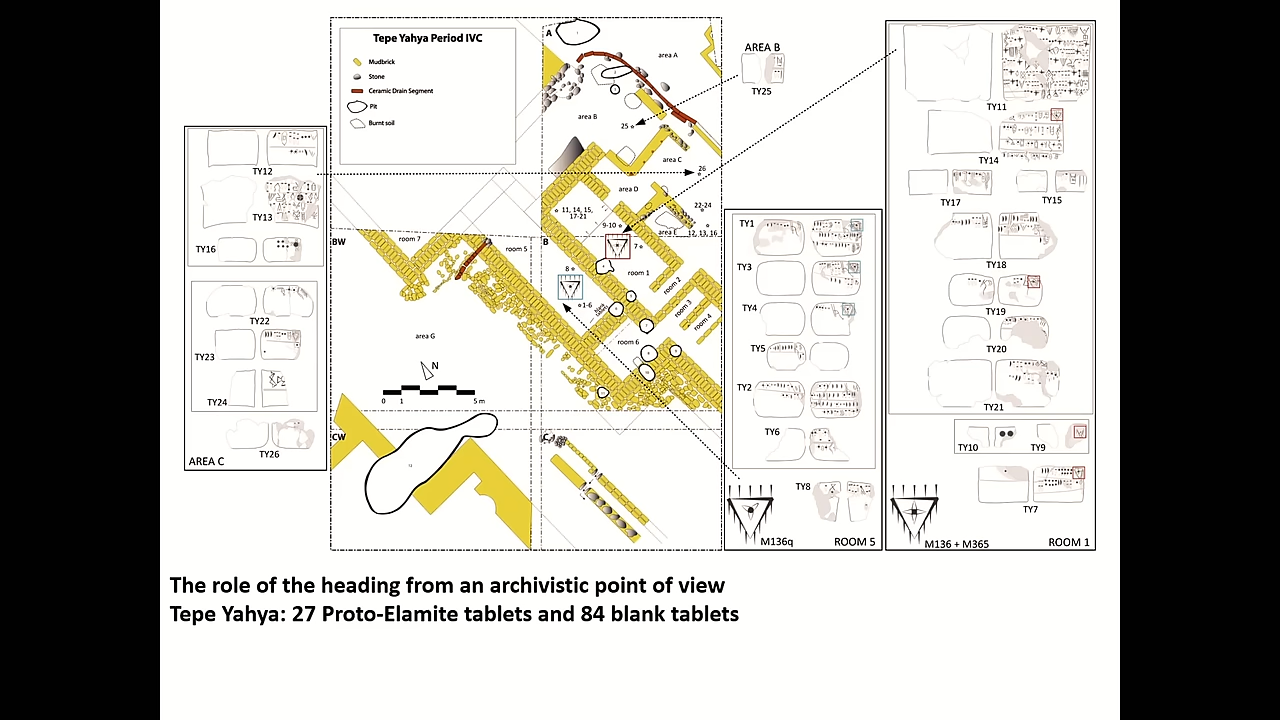 Tepe Yahya Period IVC
Mudbrick
Stone
Ceramic Drain Segment
Pit
Burnt soil
A
area A
area B
25
area C
26
area D
11, 14, 15,
17-21
22-24
9-10
area E
12, 13, 16
7
BW
room 7
room 5
B
8
room 1
1-6
room 2
room 3
room 4
room 6
area G
N
0 1 5 m
CW
C
AREA B
TY25
TY12
TY13
TY16
TY22
TY23
TY24
TY26
AREA C
TY1
TY3
TY4
TY5
TY2
TY6
TY8
M136q
ROOM 5
TY11
TY14
TY17
TY15
TY18
TY19
TY20
TY21
TY10
TY9
TY7
M136 + M365
ROOM 1
The role of the heading from an archivistic point of view
Tepe Yahya: 27 Proto-Elamite tablets and 84 blank tablets